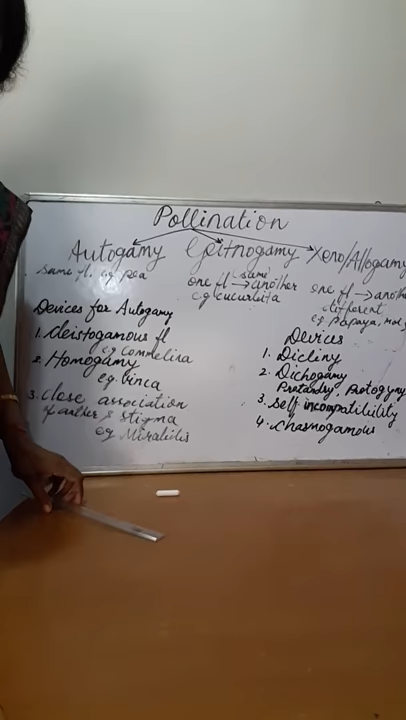 Pollination
Autogamy Geitnogamy Xeno/Allogamy
same fl. eg pea
same
one fl → another
eg cucurbita
one fl → anoth
different
eg papaya,
Devices for Autogamy
1. Cleistogamous fl
eg Commelina
2. Homogamy
eg. Vinca
3. Close association
of anther & stigma
eg Mirabilis
Devices
1. Dicliny
2. Dichogamy
Protandry, Protogyny
3. Self incompatibility
4. Chasmogamous